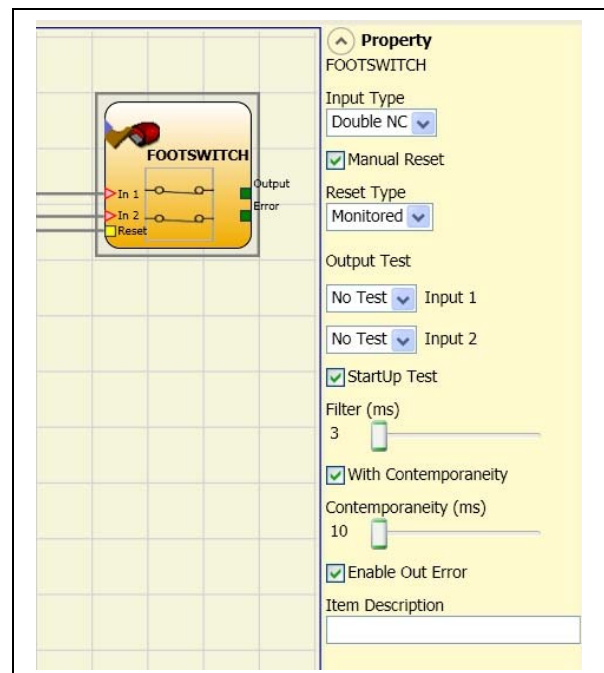 FOOTSWITCH
In 1
In 2
Reset
Output
Error
Property
FOOTSWITCH
Input Type
Double NC
Manual Reset
Reset Type
Monitored
Output Test
No Test Input 1
No Test Input 2
StartUp Test
Filter (ms)
3
With Contemporaneity
Contemporaneity (ms)
10
Enable Out Error
Item Description